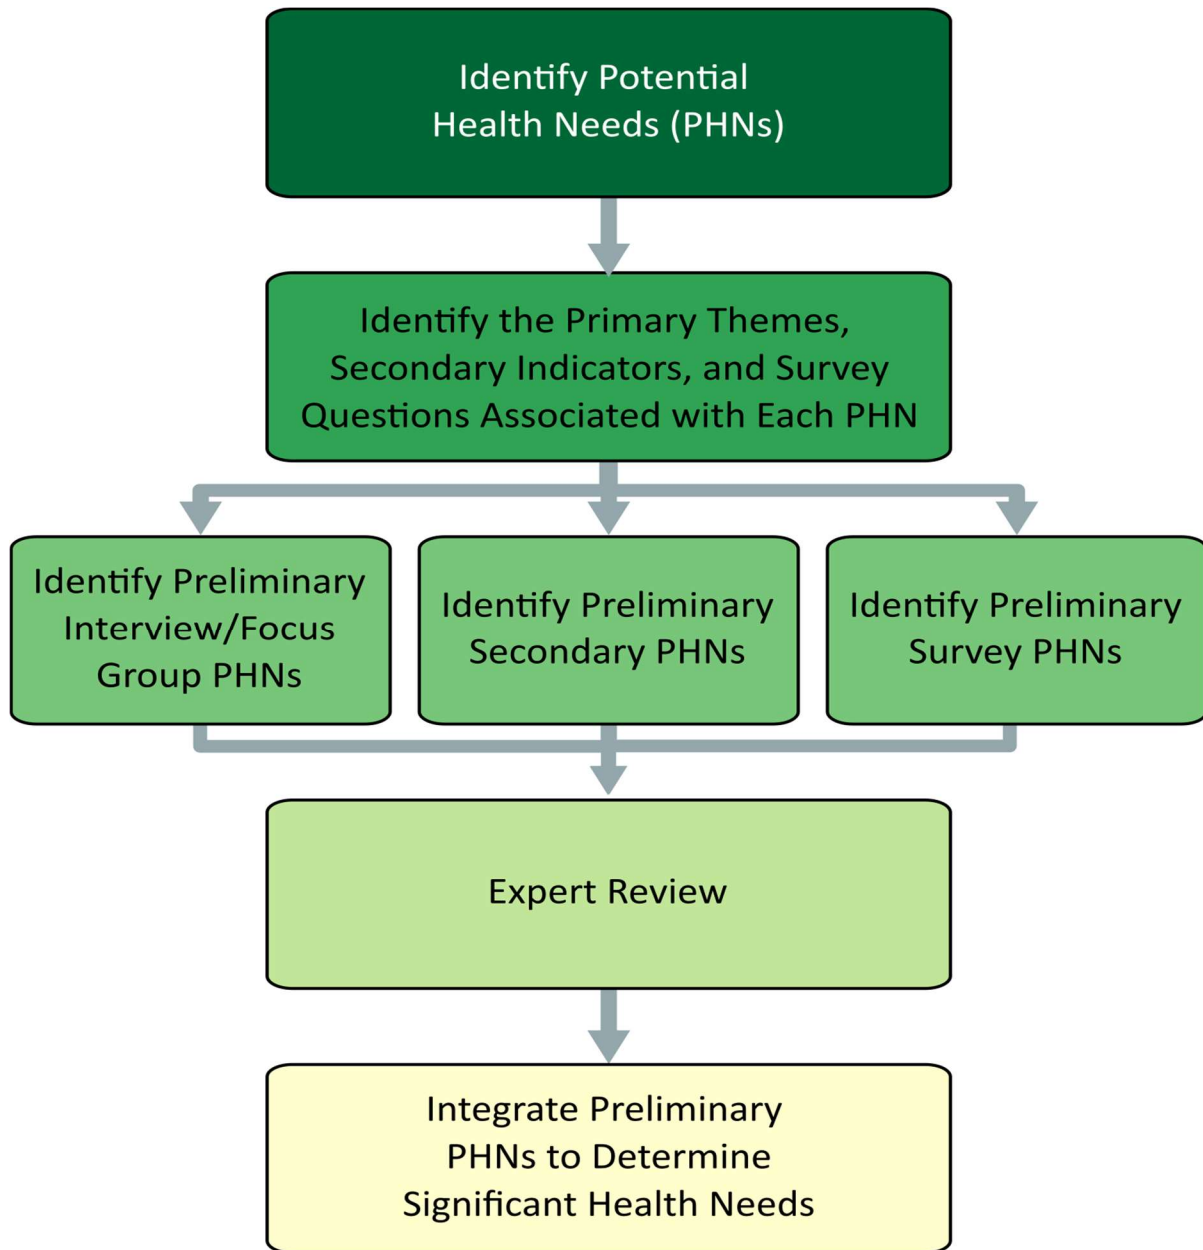 Identify Potential
Health Needs (PHNs)
Identify the Primary Themes,
Secondary Indicators, and Survey
Questions Associated with Each PHN
Identify Preliminary
Interview/Focus
Group PHNs
Identify Preliminary
Secondary PHNs
Identify Preliminary
Survey PHNs
Expert Review
Integrate Preliminary
PHNs to Determine
Significant Health Needs